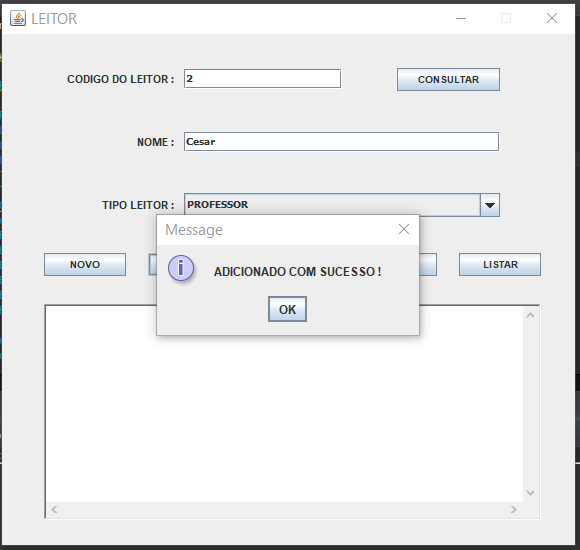 LEITOR
CODIGO DO LEITOR :
2
CONSULTAR
NOME :
Cesar
TIPO LEITOR :
PROFESSOR
Message
ADICIONADO COM SUCESSO !
OK
NOVO
LISTAR